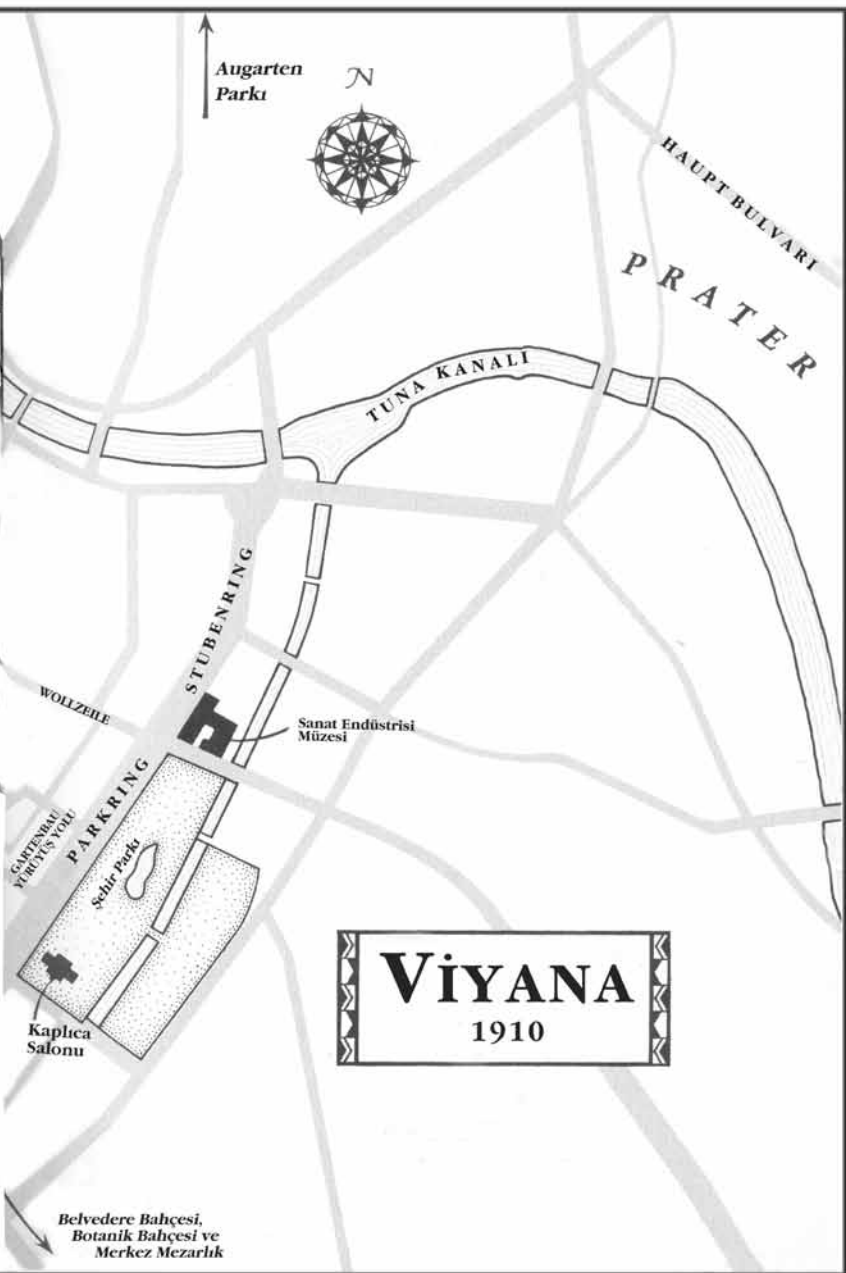 Augarten
Parkı
N
HAUPT BULVARI
PRATER
TUNA KANALI
STUBENRING
WOLLZEILE
Sanat Endüstrisi
Müzesi
PARKRING
GARTENBAU
YÜRÜYÜŞ YOLU
Şehir Parkı
VİYANA
1910
Kaplıca
Salonu
Belvedere Bahçesi,
Botanik Bahçesi ve
Merkez Mezarlık